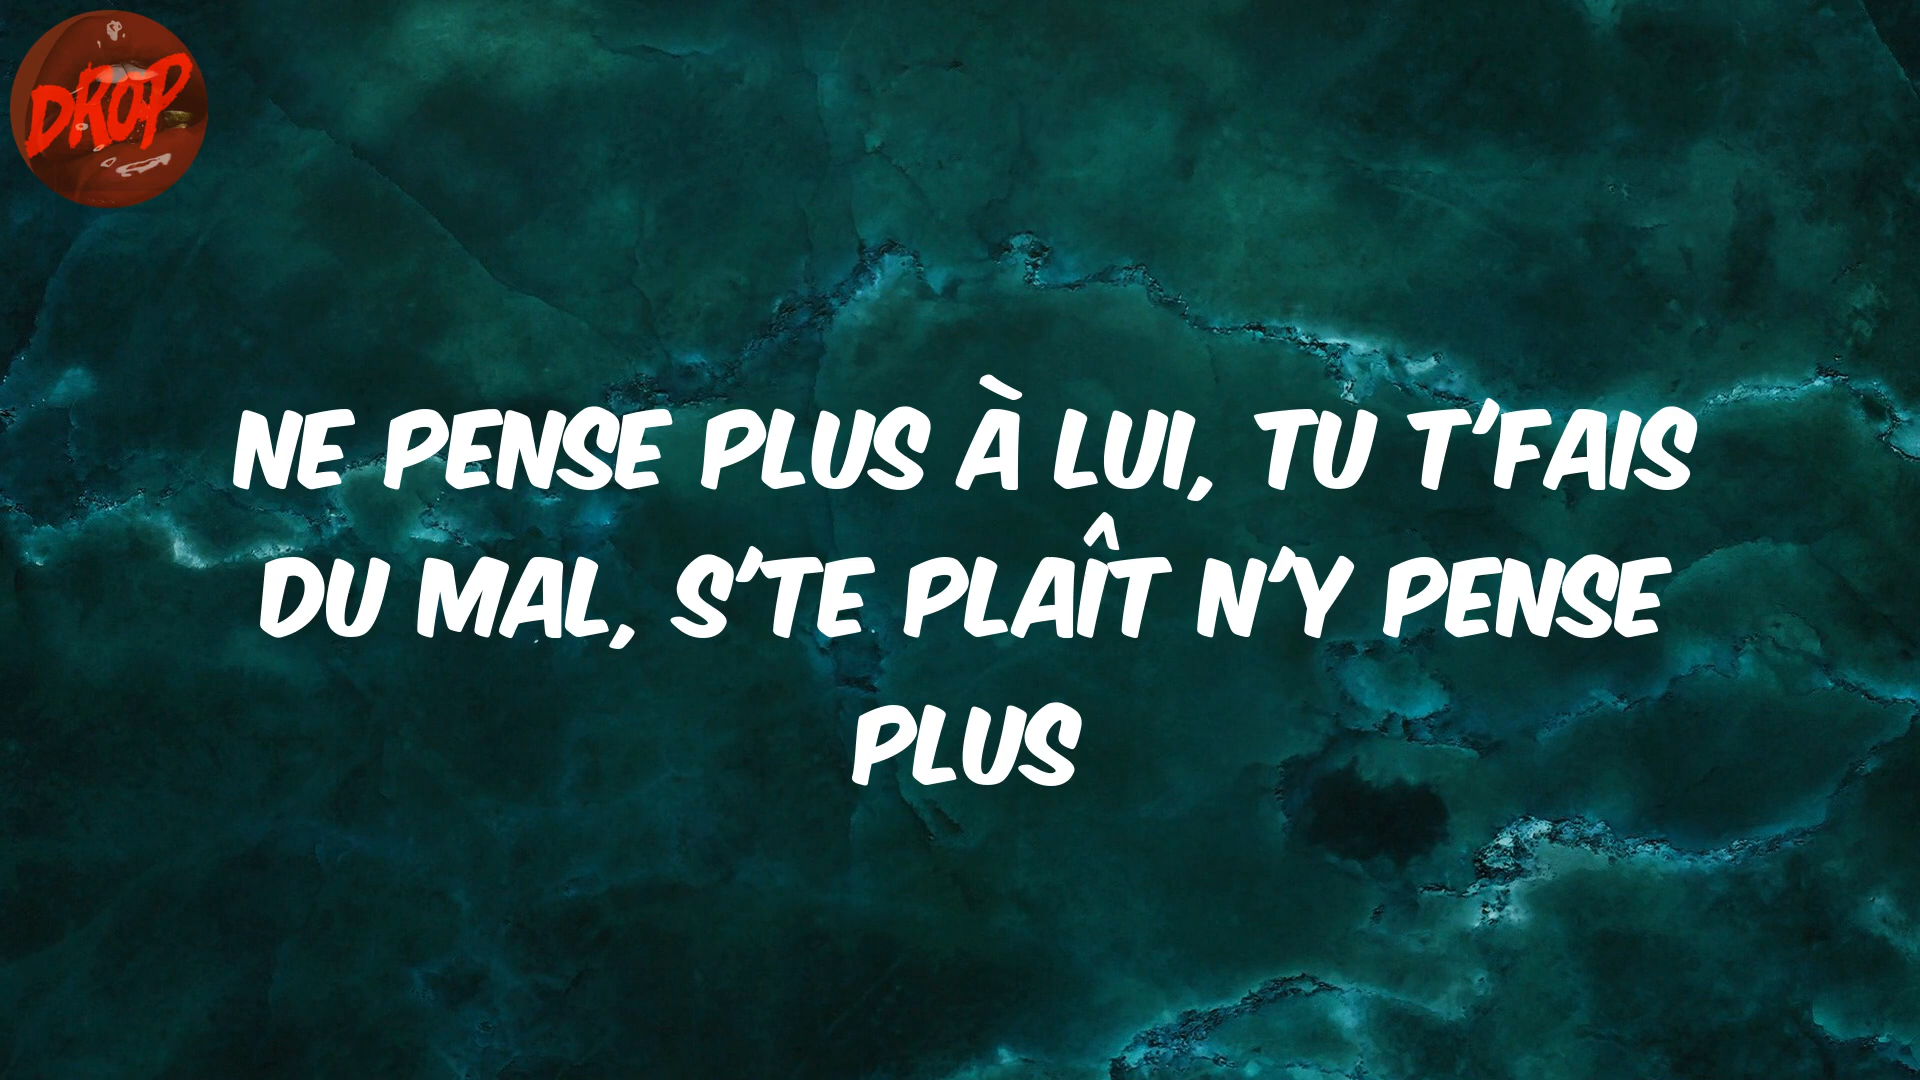 DROP
NE PENSE PLUS À LUI, TU T'FAIS
DU MAL, S'TE PLAÎT N'Y PENSE
PLUS